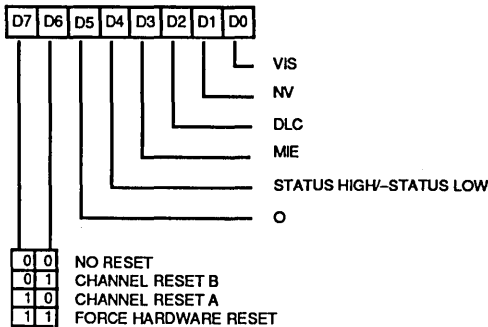 D7 D6 D5 D4 D3 D2 D1 D0
VIS
NV
DLC
MIE
STATUS HIGH/–STATUS LOW
O
0 0 NO RESET
0 1 CHANNEL RESET B
1 0 CHANNEL RESET A
1 1 FORCE HARDWARE RESET